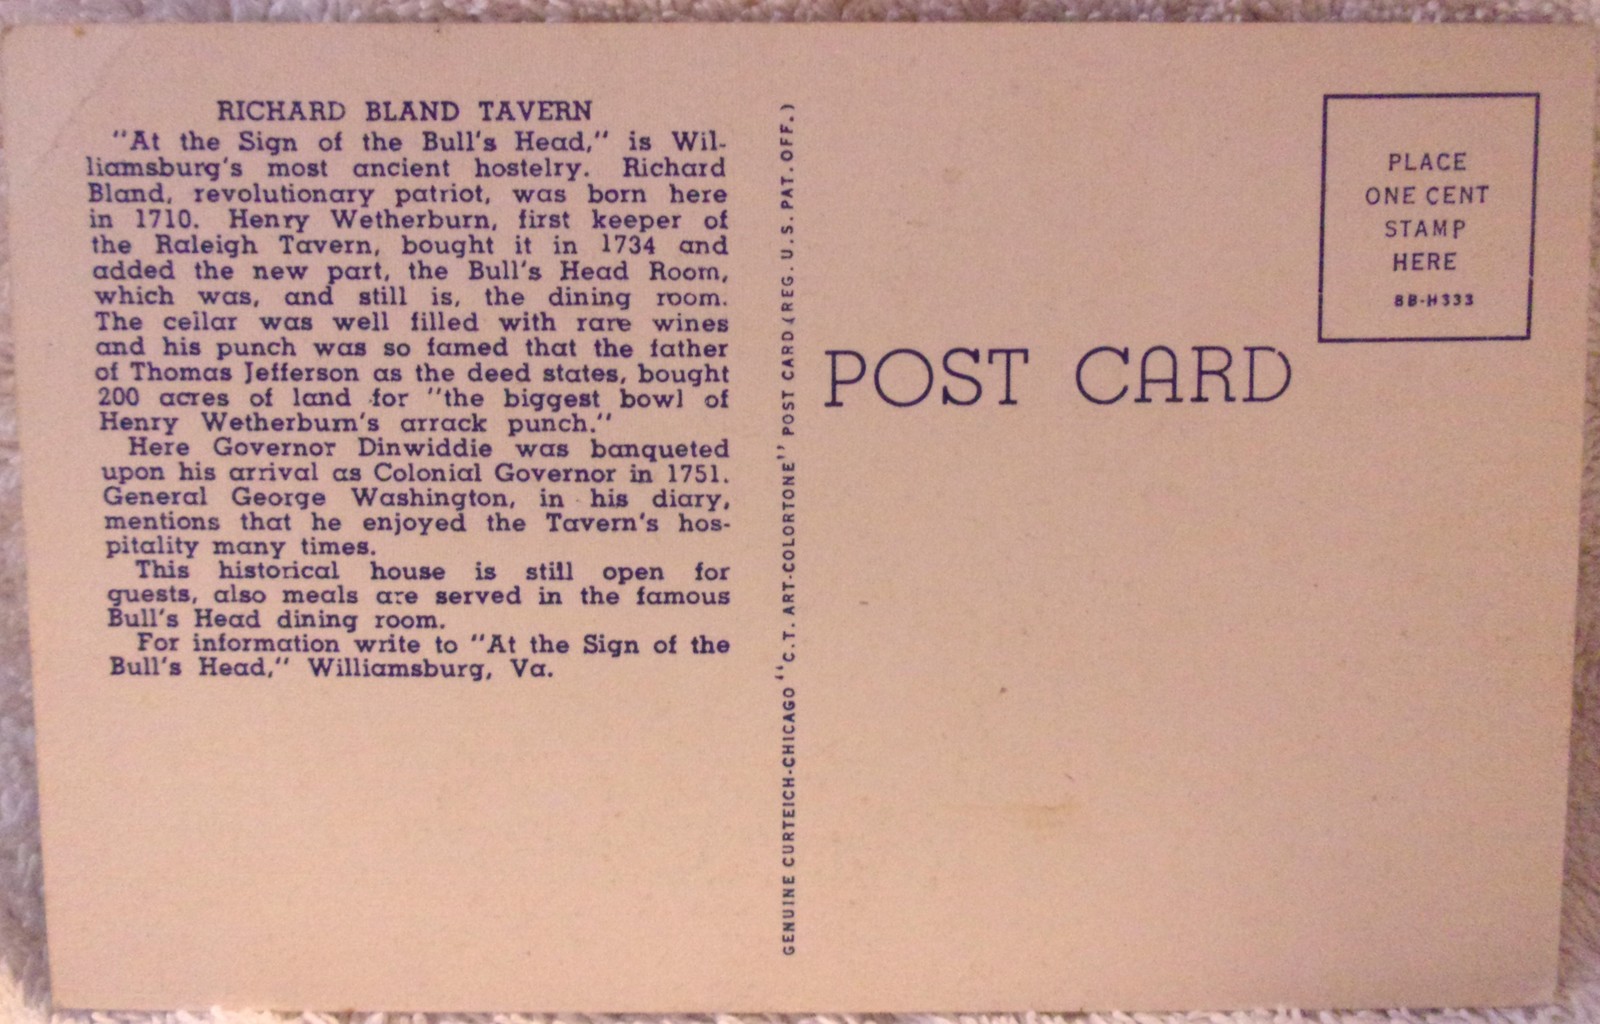 RICHARD BLAND TAVERN
"At the Sign of the Bull's Head," is Wil-
liamsburg's most ancient hostelry. Richard
Bland, revolutionary patriot, was born here
in 1710. Henry Wetherburn, first keeper of
the Raleigh Tavern, bought it in 1734 and
added the new part, the Bull's Head Room,
which was, and still is, the dining room.
The cellar was well filled with rare wines
and his punch was so famed that the father
of Thomas Jefferson as the deed states, bought
200 acres of land for "the biggest bowl of
Henry Wetherburn's arrack punch."
Here Governor Dinwiddie was banqueted
upon his arrival as Colonial Governor in 1751.
General George Washington, in his diary,
mentions that he enjoyed the Tavern's hos-
pitality many times.
This historical house is still open for
guests, also meals are served in the famous
Bull's Head dining room.
For information write to "At the Sign of the
Bull's Head," Williamsburg, Va.
GENUINE CURTEICH-CHICAGO "C.T. ART-COLORTONE" POST CARD (REG. U.S. PAT. OFF.)
POST CARD
PLACE
ONE CENT
STAMP
HERE
8B-H333